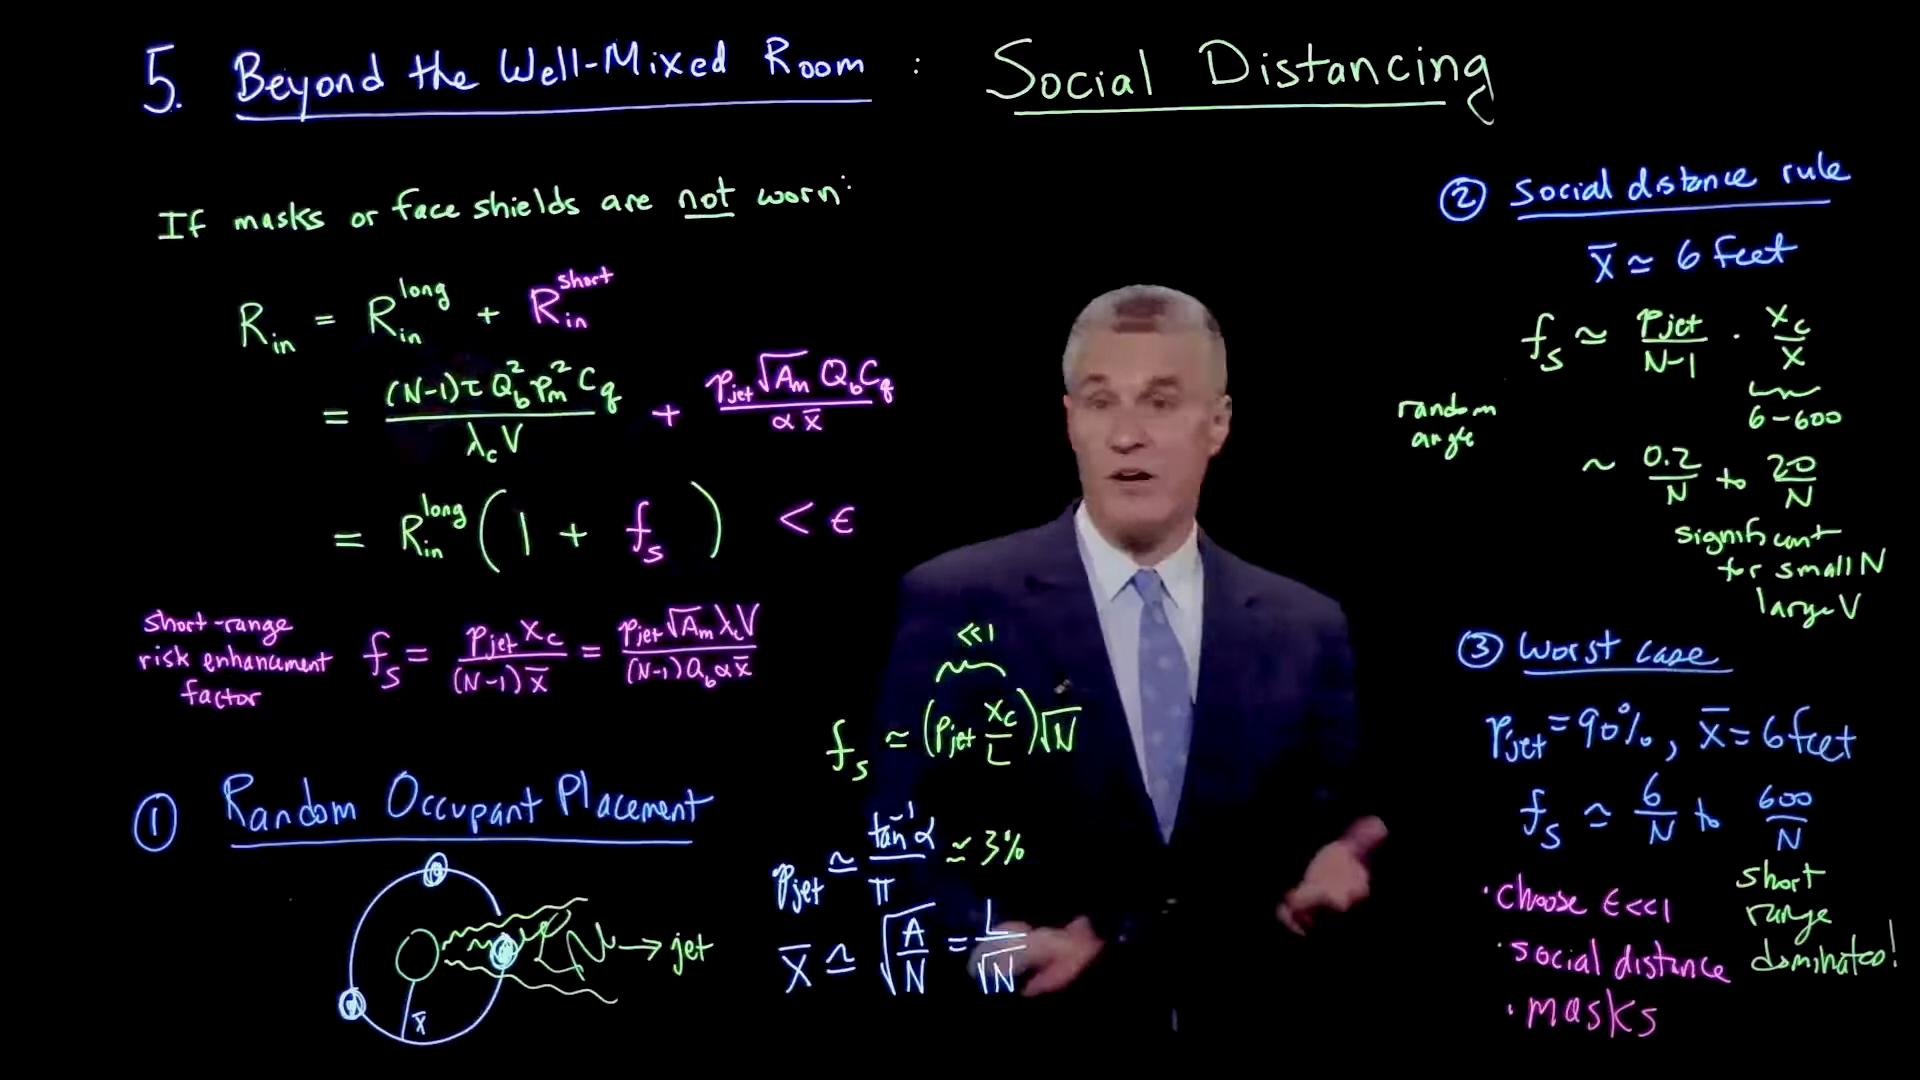 5. Beyond the Well-Mixed Room : Social Distancing
If masks or face shields are not worn:
R_in = R_in^long + R_in^short
= (N-1)τ Q_b^2 p_m^2 C_q / λ_c V + p_jet √A_m Q_b C_q / α x̄
= R_in^long (1 + f_s) < ϵ
short-range
risk enhancement
factor
f_s = p_jet x_c / (N-1) x̄ = p_jet √A_m λ_c V / (N-1) Q_b α x̄
<<1
f_s ≃ (p_jet x_c / L) √N
① Random Occupant Placement
x̄
→ jet
p_jet ≃ tan⁻¹α / π ≃ 3%
x̄ ≃ √(A/N) = L/√N
② Social distance rule
x̄ ≃ 6 feet
f_s ≃ p_jet / N-1 · x_c / x̄
6-600
random
angle
~ 0.2/N to 20/N
significant
for small N
large V
③ Worst case
p_jet = 90%, x̄ = 6 feet
f_s ≃ 6/N to 600/N
short
range
dominated!
· choose ϵ<<1
· social distance
· masks